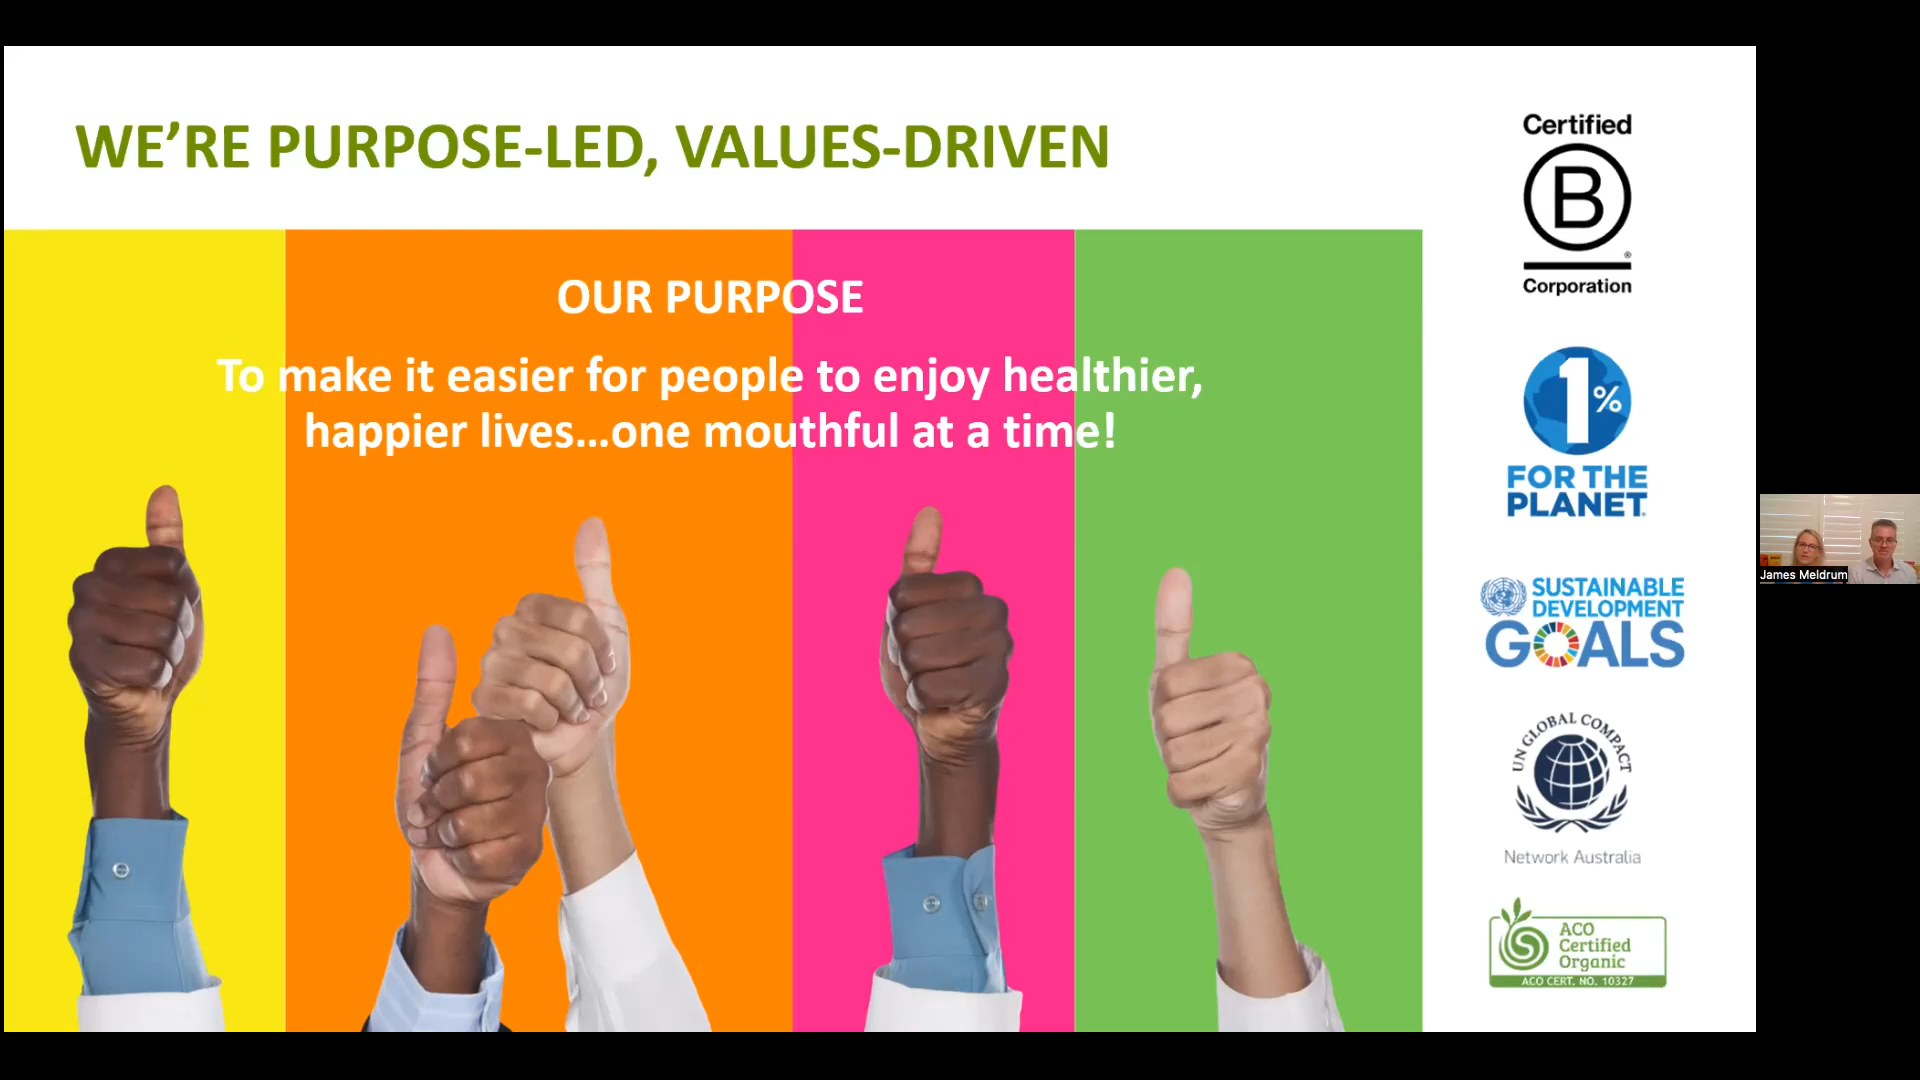 WE’RE PURPOSE-LED, VALUES-DRIVEN
OUR PURPOSE
To make it easier for people to enjoy healthier,
happier lives...one mouthful at a time!
Certified
B
®
Corporation
1%
FOR THE
PLANET
SUSTAINABLE
DEVELOPMENT
GOALS
UN GLOBAL COMPACT
Network Australia
ACO
Certified
Organic
ACO CERT. NO. 10327
James Meldrum